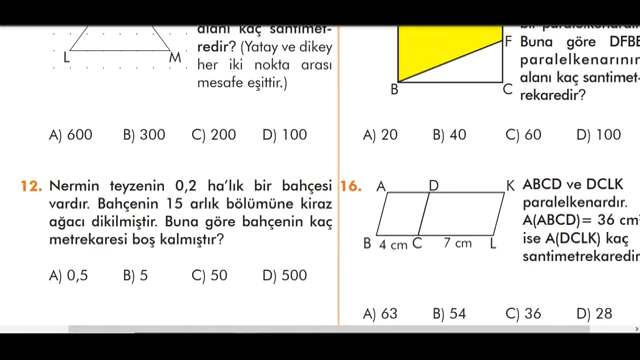 alanı kaç santimet-
redir? (Yatay ve dikey
her iki nokta arası
mesafe eşittir.)
L
M
A) 600 B) 300 C) 200 D) 100
12. Nermin teyzenin 0,2 ha'lık bir bahçesi
vardır. Bahçenin 15 arlık bölümüne kiraz
ağacı dikilmiştir. Buna göre bahçenin kaç
metrekaresi boş kalmıştır?
A) 0,5 B) 5 C) 50 D) 500
F
Buna göre DFBE
paralelkenarının
alanı kaç santimet-
rekaredir?
B
C
A) 20 B) 40 C) 60 D) 100
16. A D K
ABCD ve DCLK
paralelkenardır.
A(ABCD)= 36 cm
ise A(DCLK) kaç
santimetrekaredir
B 4 cm C 7 cm L
A) 63 B) 54 C) 36 D) 28